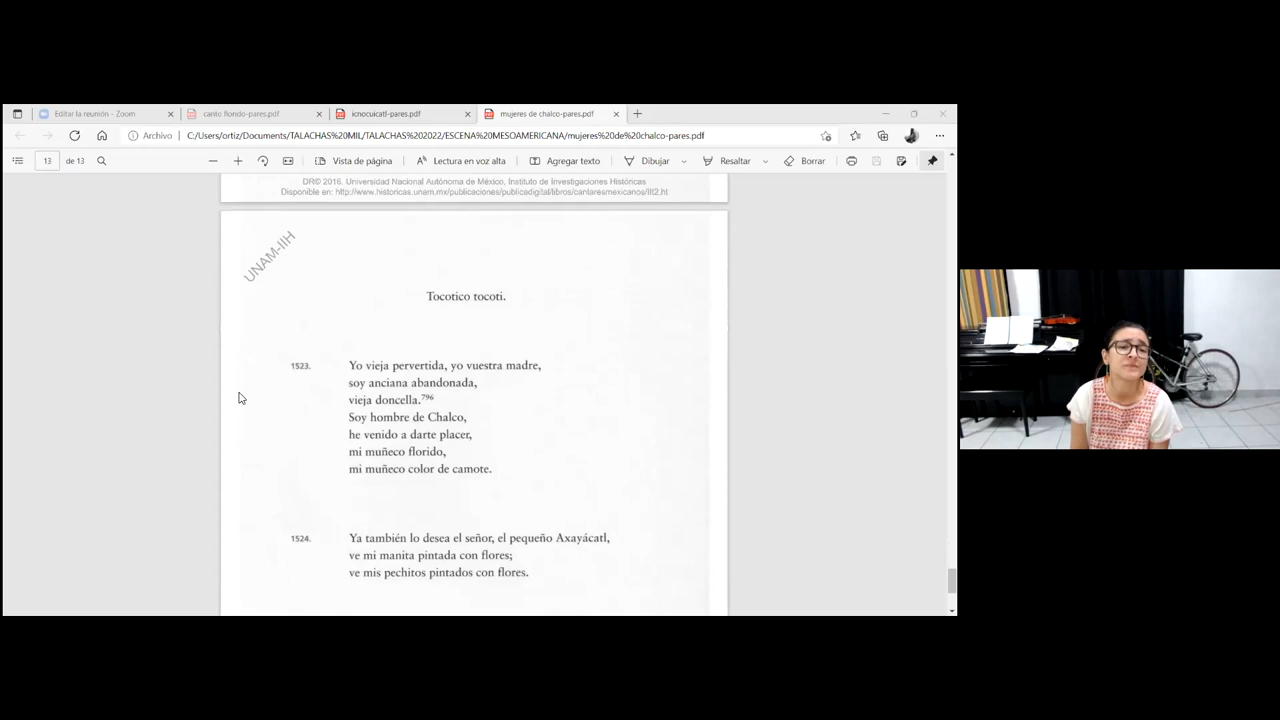 Editar la reunión - Zoom
canto florido-pares.pdf
icnocuicatl-pares.pdf
mujeres de chalco-pares.pdf
Archivo
C:/Users/ortiz/Documents/TALACHAS%20MIL/TALACHAS%202022/ESCENA%20MESOAMERICANA/mujeres%20de%20chalco-pares.pdf
13 de 13
Vista de página
Lectura en voz alta
Agregar texto
Dibujar
Resaltar
Borrar
DR© 2016. Universidad Nacional Autónoma de México, Instituto de Investigaciones Históricas
Disponible en: http://www.historicas.unam.mx/publicaciones/publicadigital/libros/cantaresmexicanos/IIt2.ht
UNAM-IIH
Tocotico tocoti.
1523. Yo vieja pervertida, yo vuestra madre,
soy anciana abandonada,
vieja doncella.796
Soy hombre de Chalco,
he venido a darte placer,
mi muñeco florido,
mi muñeco color de camote.
1524. Ya también lo desea el señor, el pequeño Axayácatl,
ve mi manita pintada con flores;
ve mis pechitos pintados con flores.